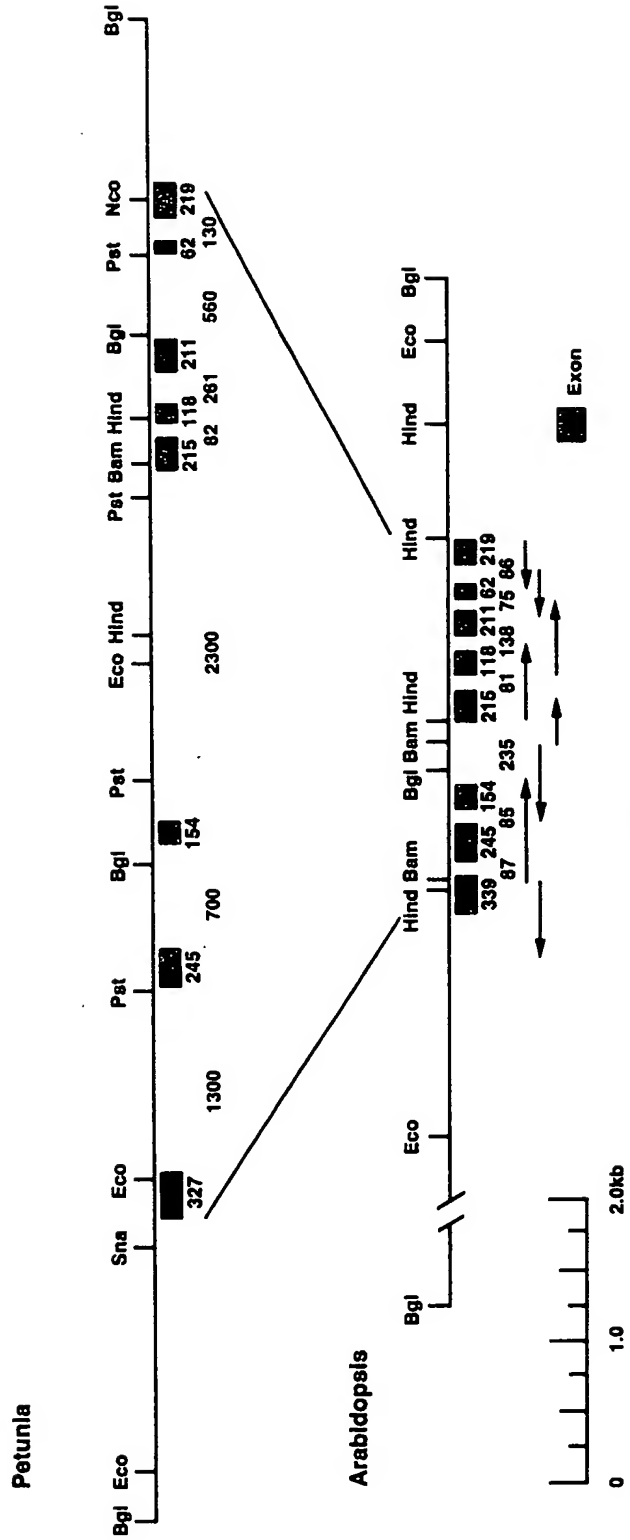 Petunia
Bgl Eco Sna Eco Pst Bgl Pst Eco Hind Pst Bam Hind Bgl Pst Nco Bgl
327 245 154 215 118 211 62 219
1300 700 2300 82 261 560 130
Arabidopsis
Bgl Eco Hind Bam Bgl Bam Hind Hind Hind Eco Bgl
339 245 154 215 118 211 62 219
87 85 235 81 138 75 86
Exon
0 1.0 2.0kb